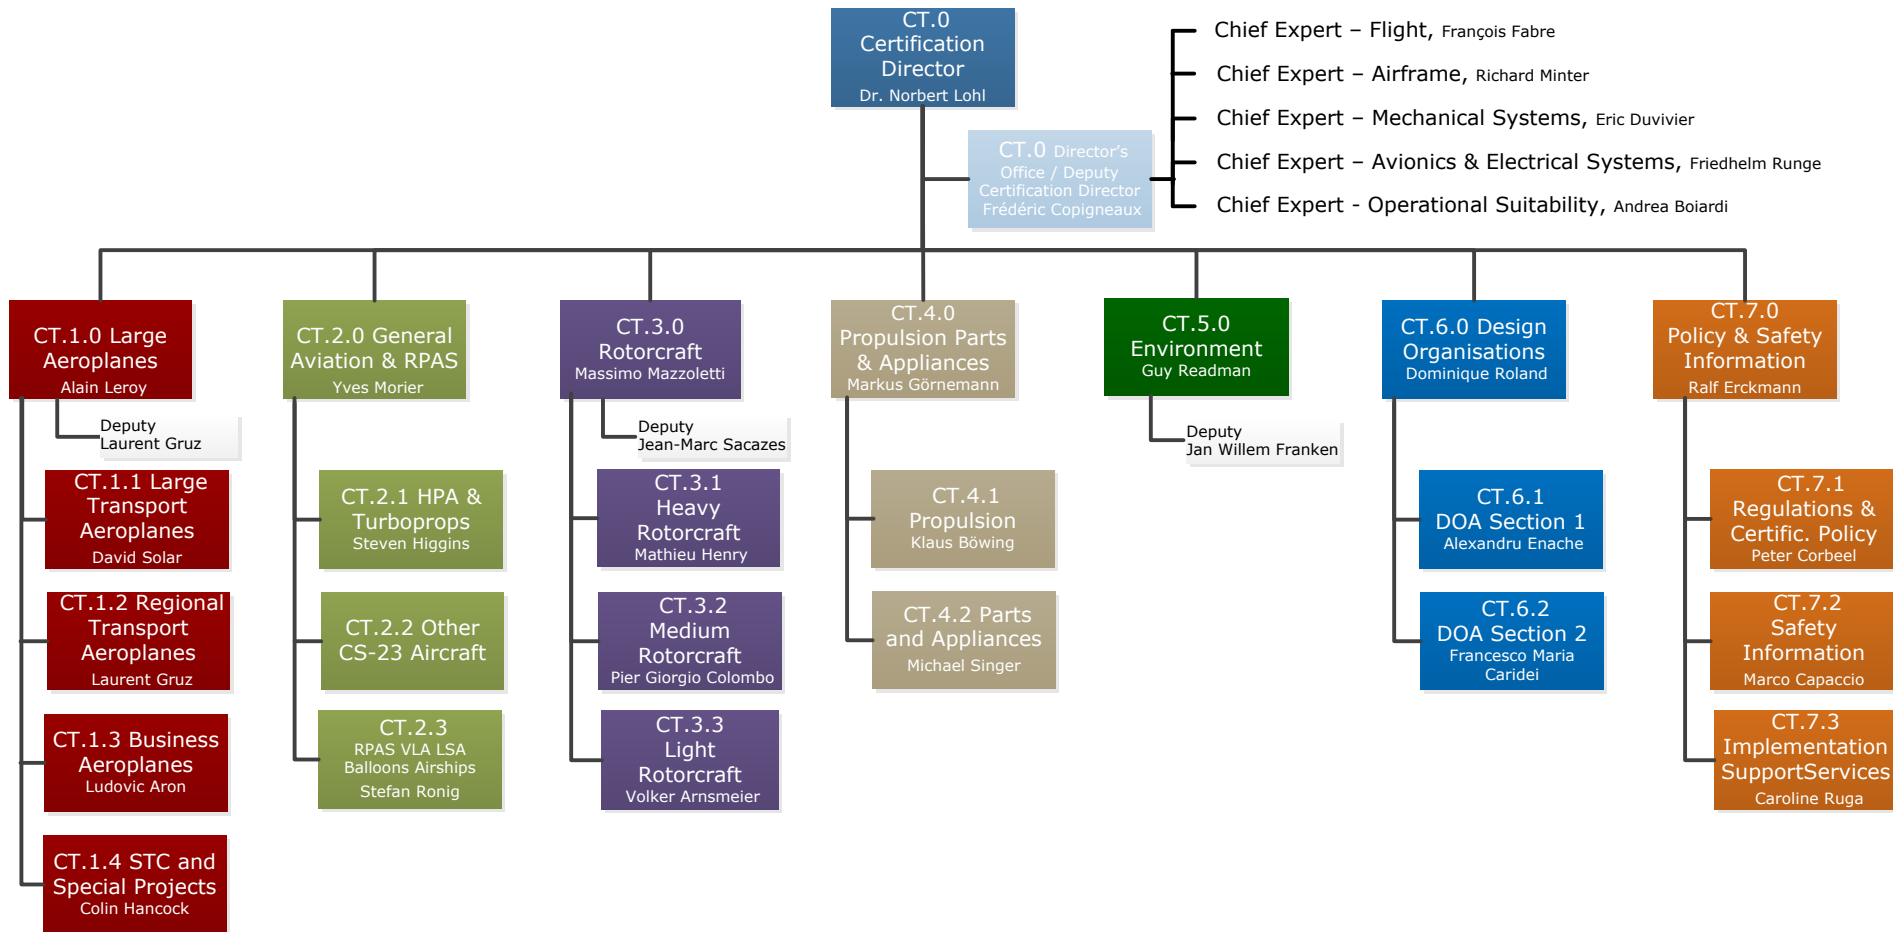 CT.0
Certification
Director
Dr. Norbert Lohl
CT.0 Director's
Office / Deputy
Certification Director
Frédéric Copigneaux
Chief Expert – Flight, François Fabre
Chief Expert – Airframe, Richard Minter
Chief Expert – Mechanical Systems, Eric Duvivier
Chief Expert – Avionics & Electrical Systems, Friedhelm Runge
Chief Expert - Operational Suitability, Andrea Boiardi
CT.1.0 Large
Aeroplanes
Alain Leroy
Deputy
Laurent Gruz
CT.1.1 Large
Transport
Aeroplanes
David Solar
CT.1.2 Regional
Transport
Aeroplanes
Laurent Gruz
CT.1.3 Business
Aeroplanes
Ludovic Aron
CT.1.4 STC and
Special Projects
Colin Hancock
CT.2.0 General
Aviation & RPAS
Yves Morier
CT.2.1 HPA &
Turboprops
Steven Higgins
CT.2.2 Other
CS-23 Aircraft
CT.2.3
RPAS VLA LSA
Balloons Airships
Stefan Ronig
CT.3.0
Rotorcraft
Massimo Mazzoletti
Deputy
Jean-Marc Sacazes
CT.3.1
Heavy
Rotorcraft
Mathieu Henry
CT.3.2
Medium
Rotorcraft
Pier Giorgio Colombo
CT.3.3
Light
Rotorcraft
Volker Arnsmeier
CT.4.0
Propulsion Parts
& Appliances
Markus Görnemann
CT.4.1
Propulsion
Klaus Böwing
CT.4.2 Parts
and Appliances
Michael Singer
CT.5.0
Environment
Guy Readman
Deputy
Jan Willem Franken
CT.6.0 Design
Organisations
Dominique Roland
CT.6.1
DOA Section 1
Alexandru Enache
CT.6.2
DOA Section 2
Francesco Maria
Caridei
CT.7.0
Policy & Safety
Information
Ralf Erckmann
CT.7.1
Regulations &
Certific. Policy
Peter Corbeel
CT.7.2
Safety
Information
Marco Capaccio
CT.7.3
Implementation
SupportServices
Caroline Ruga